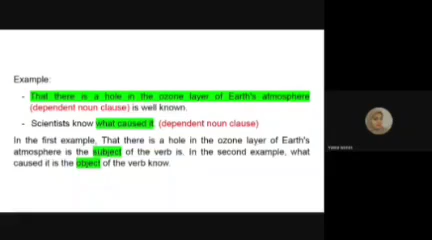 Example:
- That there is a hole in the ozone layer of Earth's atmosphere
(dependent noun clause) is well known.
- Scientists know what caused it (dependent noun clause)
In the first example, That there is a hole in the ozone layer of Earth's
atmosphere is the subject of the verb is. In the second example, what
caused it is the object of the verb know.